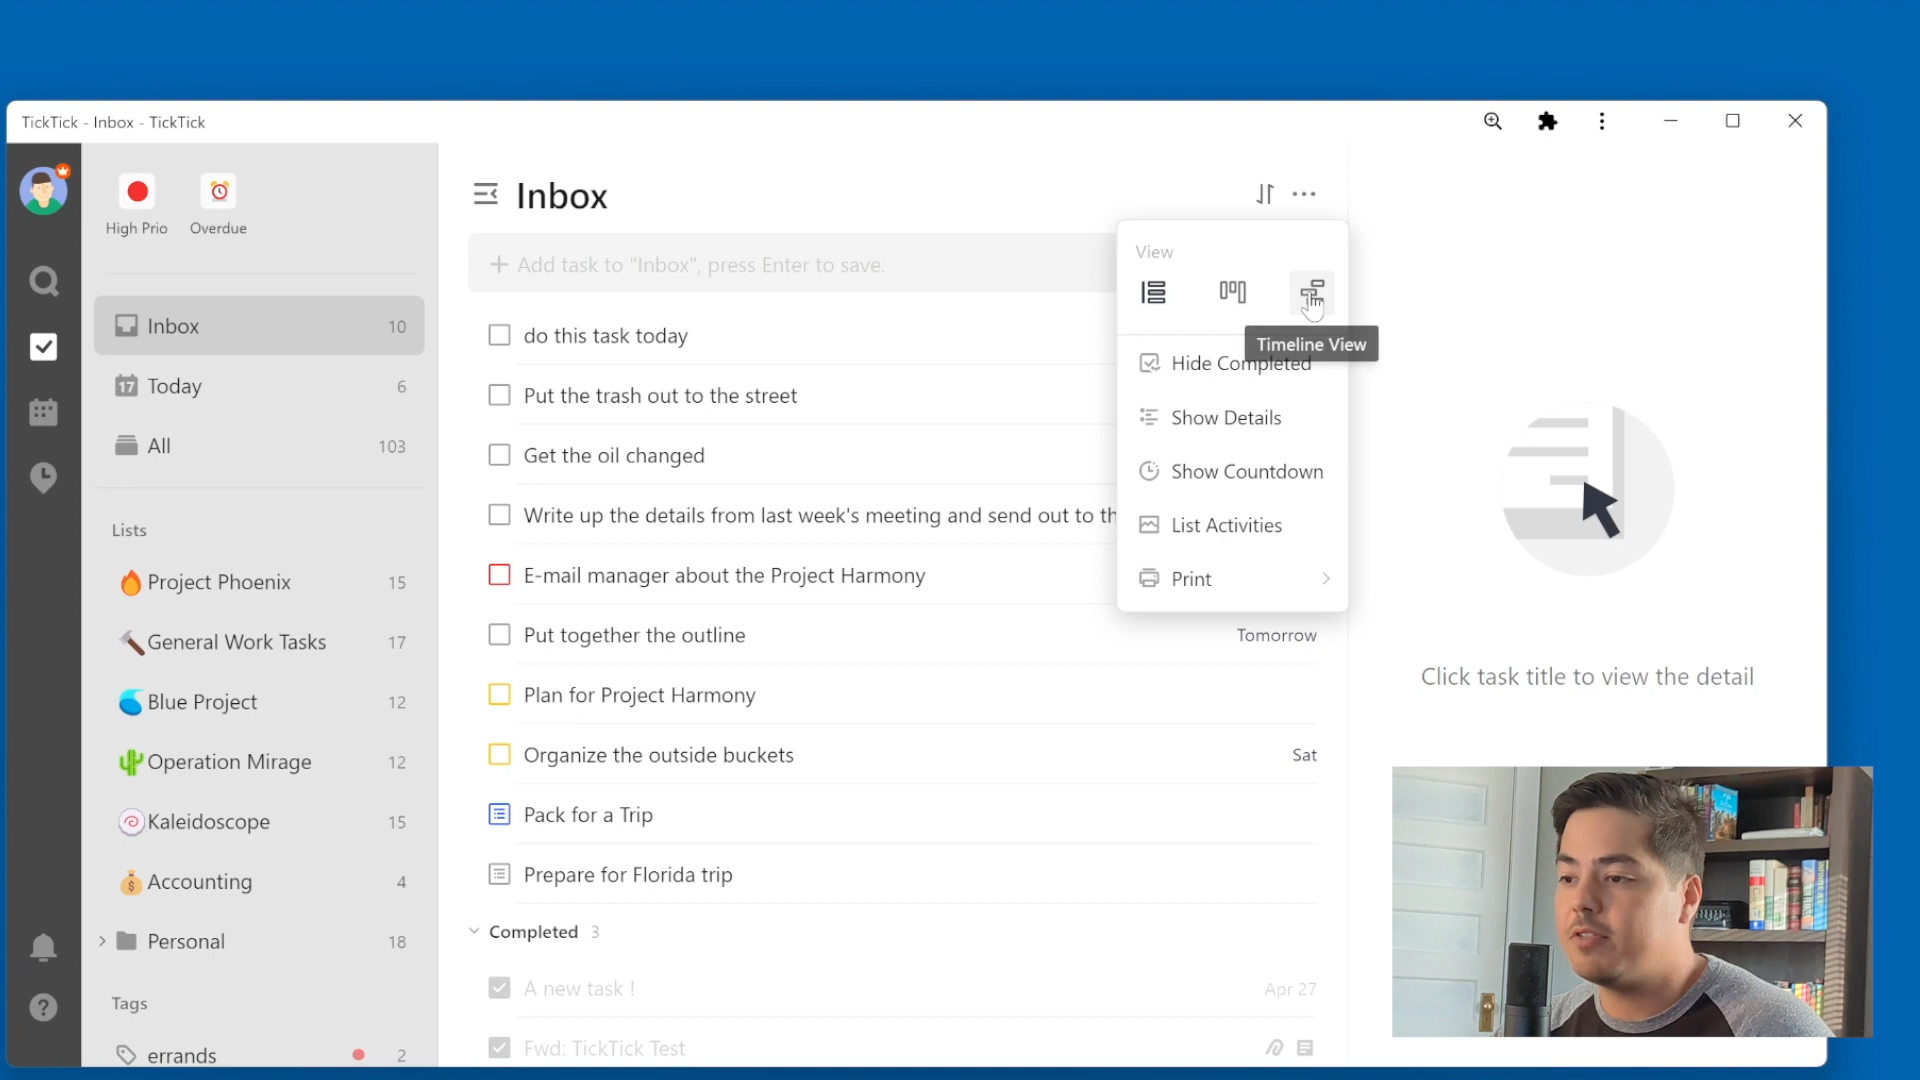 TickTick - Inbox - TickTick
High Prio
Overdue
Inbox 10
17 Today 6
All 103
Lists
Project Phoenix 15
General Work Tasks 17
Blue Project 12
Operation Mirage 12
Kaleidoscope 15
Accounting 4
Personal 18
Tags
errands 2
Inbox
+ Add task to "Inbox", press Enter to save.
do this task today
Put the trash out to the street
Get the oil changed
Write up the details from last week's meeting and send out to th
E-mail manager about the Project Harmony
Put together the outline Tomorrow
Plan for Project Harmony
Organize the outside buckets Sat
Pack for a Trip
Prepare for Florida trip
Completed 3
A new task ! Apr 27
Fwd: TickTick Test
View
Timeline View
Hide Completed
Show Details
Show Countdown
List Activities
Print
Click task title to view the detail